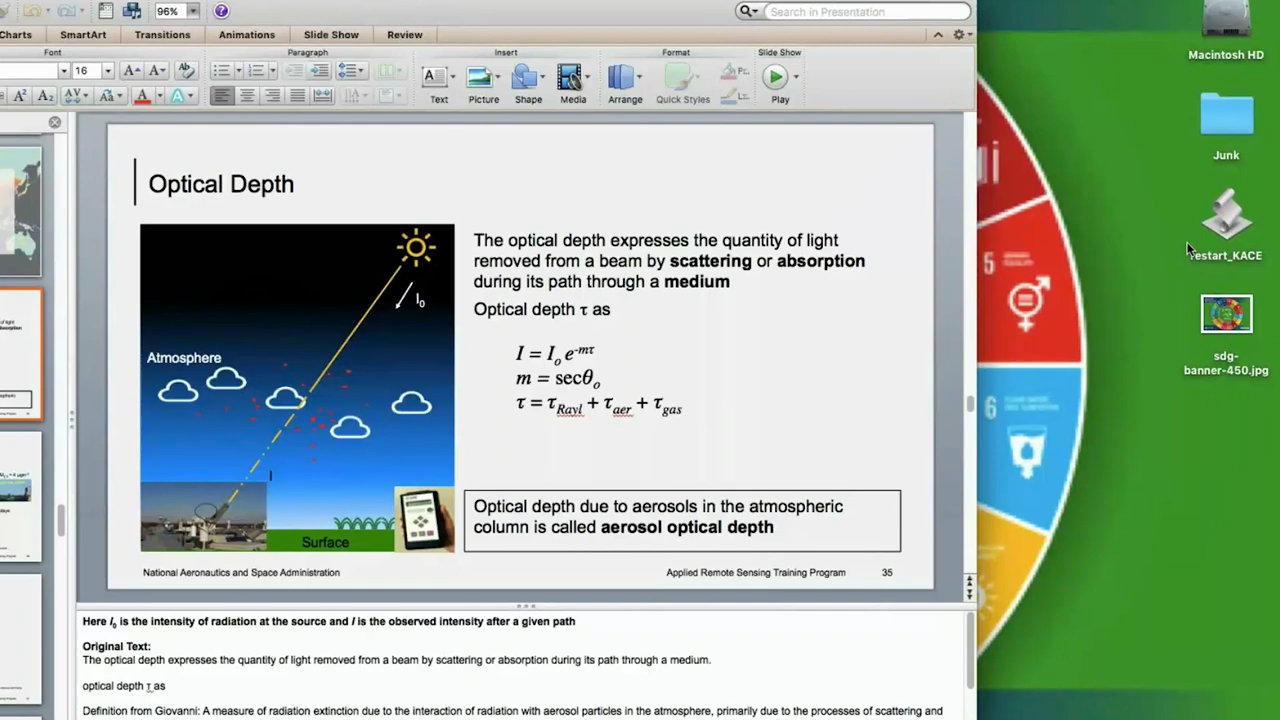 96%
Search in Presentation
Charts SmartArt Transitions Animations Slide Show Review
Font Paragraph Insert Format Slide Show
16
Text Picture Shape Media Arrange Quick Styles Play
Optical Depth
I₀
Atmosphere
I
Surface
The optical depth expresses the quantity of light
removed from a beam by scattering or absorption
during its path through a medium
Optical depth τ as
I = Iₒ e^-mτ
m = secθₒ
τ = τRayl + τaer + τgas
Optical depth due to aerosols in the atmospheric
column is called aerosol optical depth
National Aeronautics and Space Administration
Applied Remote Sensing Training Program 35
Here I₀ is the intensity of radiation at the source and I is the observed intensity after a given path
Original Text:
The optical depth expresses the quantity of light removed from a beam by scattering or absorption during its path through a medium.
optical depth τ as
Definition from Giovanni: A measure of radiation extinction due to the interaction of radiation with aerosol particles in the atmosphere, primarily due to the processes of scattering and
Macintosh HD
Junk
restart_KACE
sdg-
banner-450.jpg
5
6